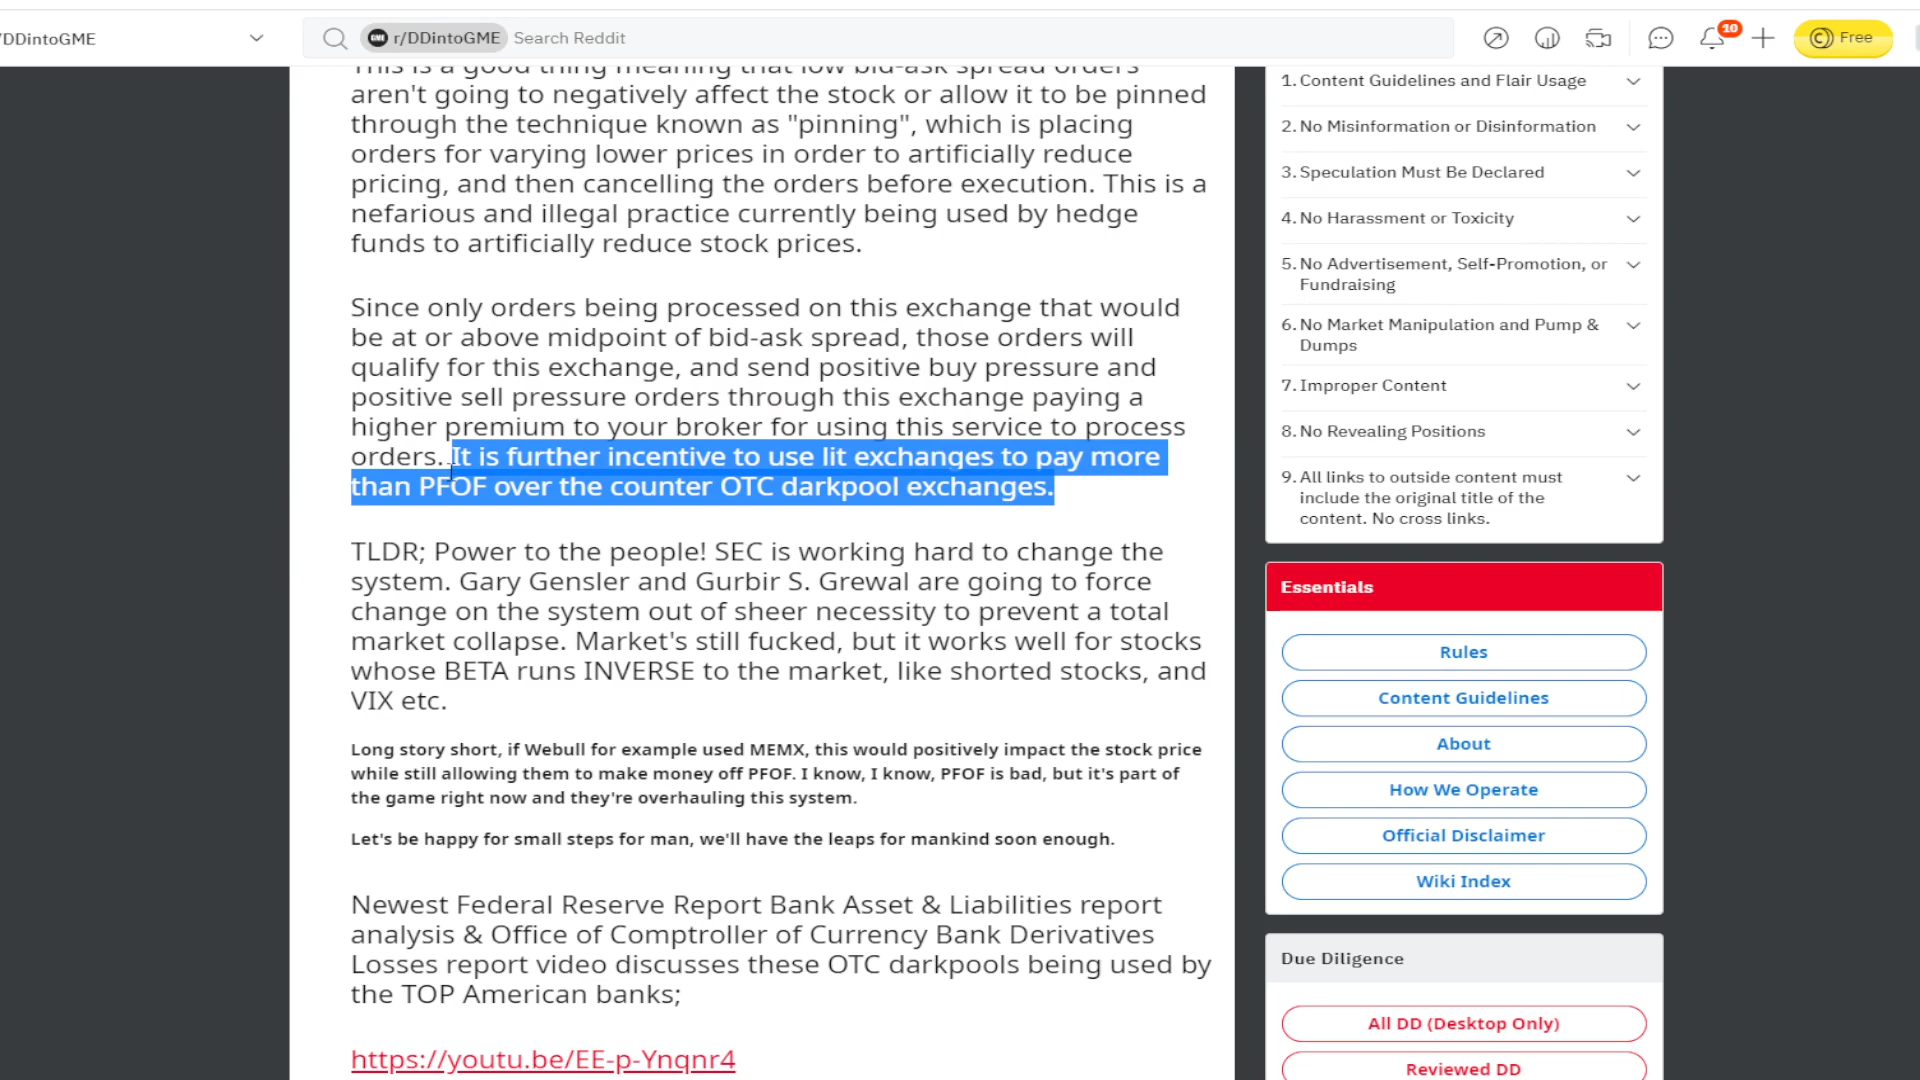 /DDintoGME
r/DDintoGME Search Reddit
10
Free
This is a good thing meaning that low bid-ask spread orders
aren't going to negatively affect the stock or allow it to be pinned
through the technique known as "pinning", which is placing
orders for varying lower prices in order to artificially reduce
pricing, and then cancelling the orders before execution. This is a
nefarious and illegal practice currently being used by hedge
funds to artificially reduce stock prices.
Since only orders being processed on this exchange that would
be at or above midpoint of bid-ask spread, those orders will
qualify for this exchange, and send positive buy pressure and
positive sell pressure orders through this exchange paying a
higher premium to your broker for using this service to process
orders. It is further incentive to use lit exchanges to pay more
than PFOF over the counter OTC darkpool exchanges.
TLDR; Power to the people! SEC is working hard to change the
system. Gary Gensler and Gurbir S. Grewal are going to force
change on the system out of sheer necessity to prevent a total
market collapse. Market's still fucked, but it works well for stocks
whose BETA runs INVERSE to the market, like shorted stocks, and
VIX etc.
Long story short, if Webull for example used MEMX, this would positively impact the stock price
while still allowing them to make money off PFOF. I know, I know, PFOF is bad, but it's part of
the game right now and they're overhauling this system.
Let's be happy for small steps for man, we'll have the leaps for mankind soon enough.
Newest Federal Reserve Report Bank Asset & Liabilities report
analysis & Office of Comptroller of Currency Bank Derivatives
Losses report video discusses these OTC darkpools being used by
the TOP American banks;
https://youtu.be/EE-p-Ynqnr4
1. Content Guidelines and Flair Usage
2. No Misinformation or Disinformation
3. Speculation Must Be Declared
4. No Harassment or Toxicity
5. No Advertisement, Self-Promotion, or
Fundraising
6. No Market Manipulation and Pump &
Dumps
7. Improper Content
8. No Revealing Positions
9. All links to outside content must
include the original title of the
content. No cross links.
Essentials
Rules
Content Guidelines
About
How We Operate
Official Disclaimer
Wiki Index
Due Diligence
All DD (Desktop Only)
Reviewed DD